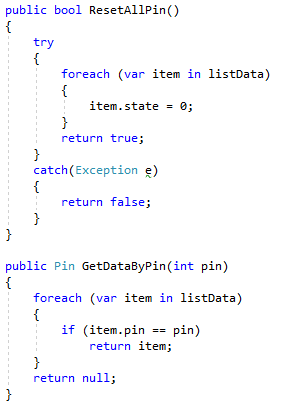 public bool ResetAllPin()
{
    try
    {
        foreach (var item in listData)
        {
            item.state = 0;
        }
        return true;
    }
    catch(Exception e)
    {
        return false;
    }
}

public Pin GetDataByPin(int pin)
{
    foreach (var item in listData)
    {
        if (item.pin == pin)
            return item;
    }
    return null;
}